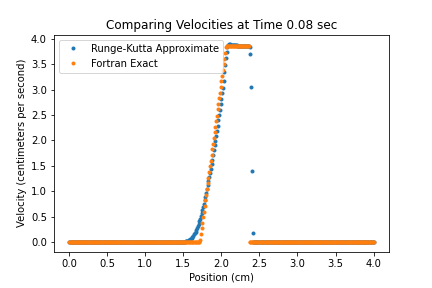 Comparing Velocities at Time 0.08 sec
Velocity (centimeters per second)
4.0
3.5
3.0
2.5
2.0
1.5
1.0
0.5
0.0
Runge-Kutta Approximate
Fortran Exact
0.0 0.5 1.0 1.5 2.0 2.5 3.0 3.5 4.0
Position (cm)